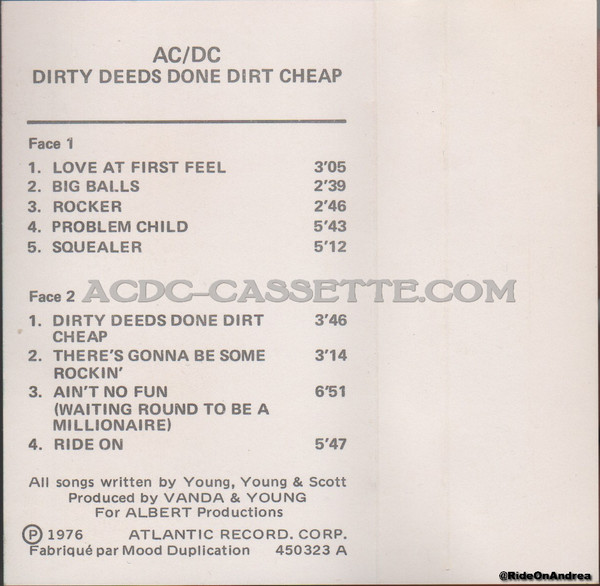 AC/DC
DIRTY DEEDS DONE DIRT CHEAP
Face 1
1. LOVE AT FIRST FEEL 3'05
2. BIG BALLS 2'39
3. ROCKER 2'46
4. PROBLEM CHILD 5'43
5. SQUEALER 5'12
Face 2 ACDC-CASSETTE.COM
1. DIRTY DEEDS DONE DIRT 3'46
CHEAP
2. THERE'S GONNA BE SOME 3'14
ROCKIN'
3. AIN'T NO FUN 6'51
(WAITING ROUND TO BE A
MILLIONAIRE)
4. RIDE ON 5'47
All songs written by Young, Young & Scott
Produced by VANDA & YOUNG
For ALBERT Productions
Ⓟ 1976 ATLANTIC RECORD. CORP.
Fabriqué par Mood Duplication 450323 A
@RideOnAndrea